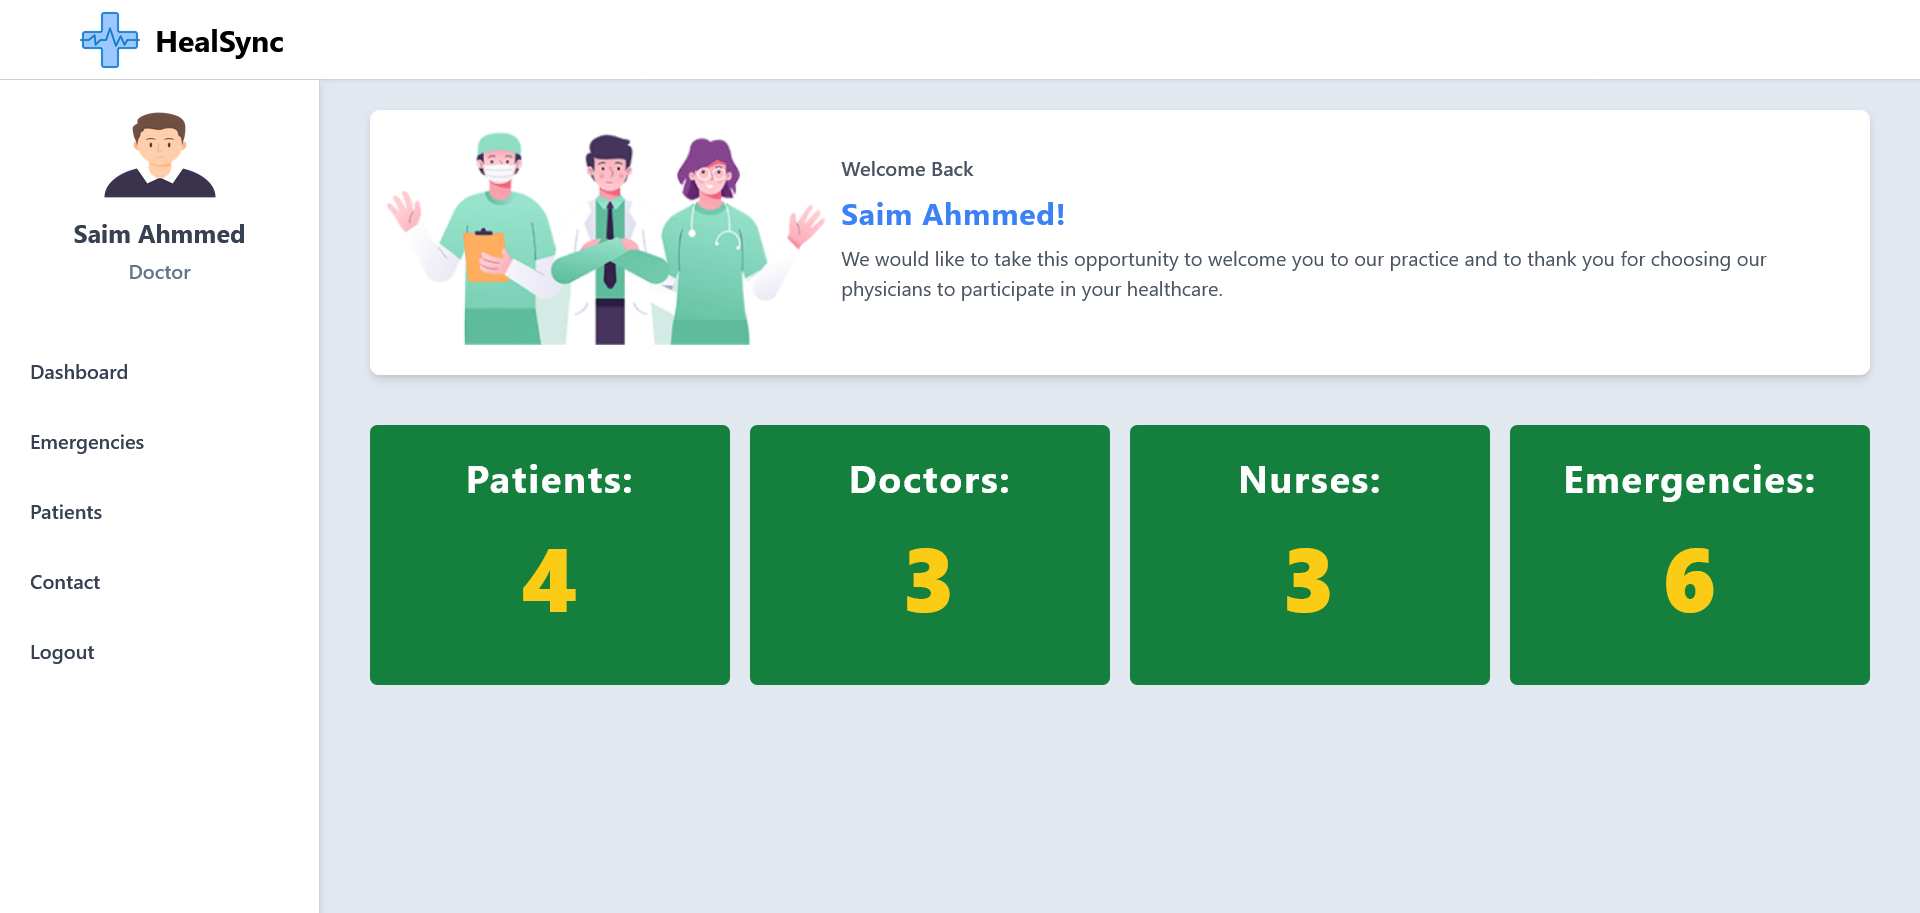 HealSync
Saim Ahmmed
Doctor
Dashboard
Emergencies
Patients
Contact
Logout
Welcome Back
Saim Ahmmed!
We would like to take this opportunity to welcome you to our practice and to thank you for choosing our
physicians to participate in your healthcare.
Patients:
4
Doctors:
3
Nurses:
3
Emergencies:
6